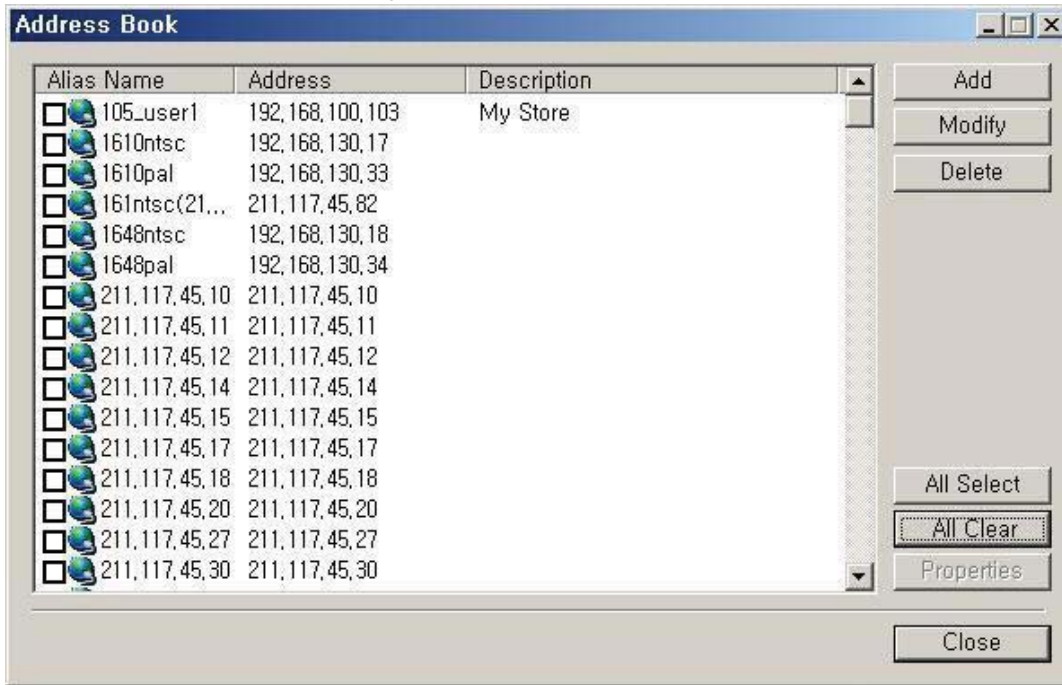 Address Book
Alias Name Address Description
105_user1 192,168,100,103 My Store
1610ntsc 192,168,130,17
1610pal 192,168,130,33
161ntsc(21,,, 211,117,45,82
1648ntsc 192,168,130,18
1648pal 192,168,130,34
211,117,45,10 211,117,45,10
211,117,45,11 211,117,45,11
211,117,45,12 211,117,45,12
211,117,45,14 211,117,45,14
211,117,45,15 211,117,45,15
211,117,45,17 211,117,45,17
211,117,45,18 211,117,45,18
211,117,45,20 211,117,45,20
211,117,45,27 211,117,45,27
211,117,45,30 211,117,45,30
Add
Modify
Delete
All Select
All Clear
Properties
Close